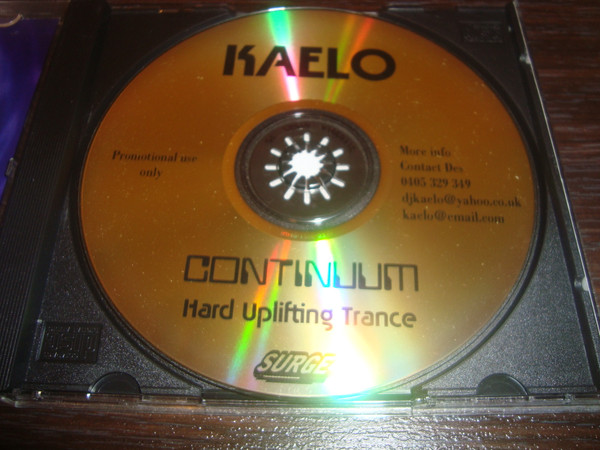 KAELO
Promotional use
only
More info
Contact Des
0405 329 349
djkaelo@yahoo.co.uk
kaelo@email.com
CONTINUUM
Hard Uplifting Trance
SURGE